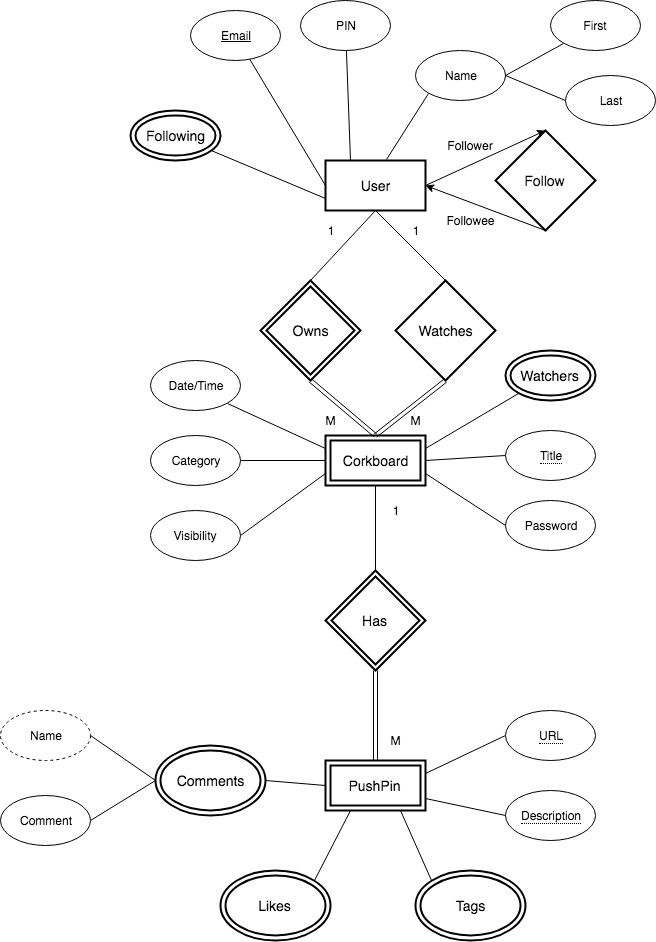 Email
PIN
First
Name
Last
Following
Follower
User
Follow
Followee
1
1
Owns
Watches
Date/Time
Watchers
M
M
Category
Corkboard
Title
Visibility
1
Password
Has
Name
M
URL
Comments
PushPin
Comment
Description
Likes
Tags